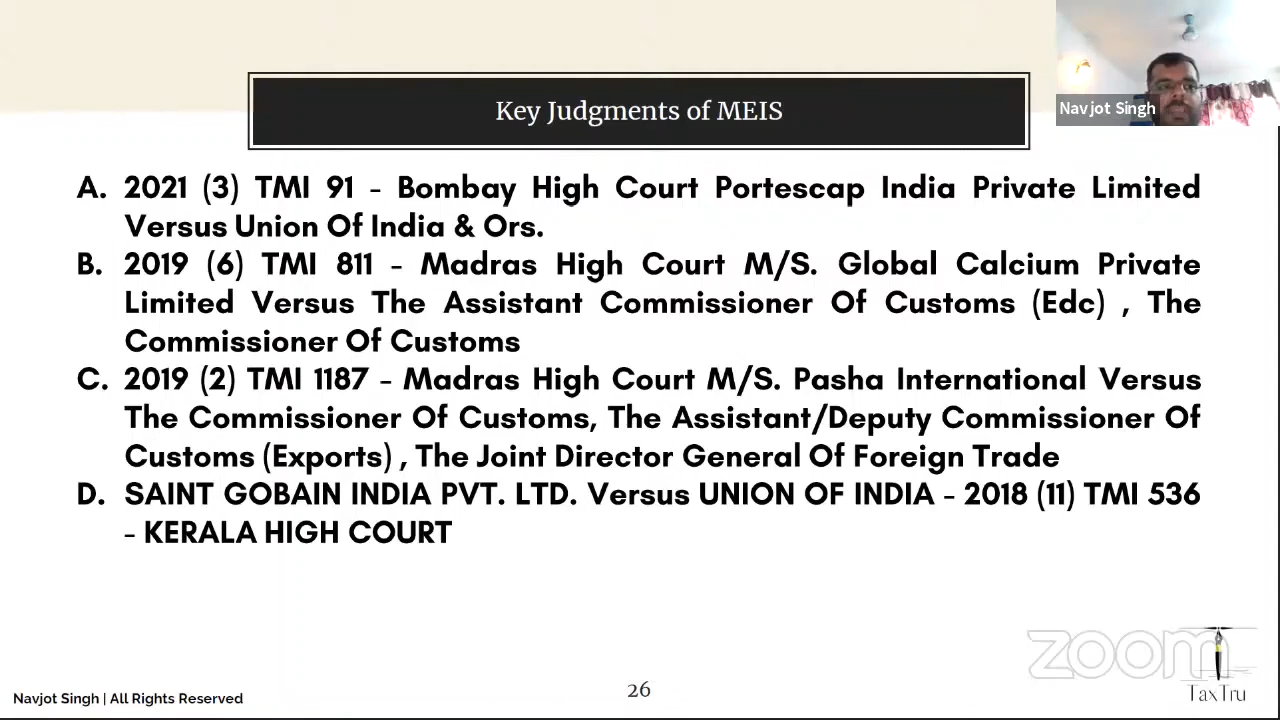 Key Judgments of MEIS
Navjot Singh
A. 2021 (3) TMI 91 - Bombay High Court Portescap India Private Limited
Versus Union Of India & Ors.
B. 2019 (6) TMI 811 - Madras High Court M/S. Global Calcium Private
Limited Versus The Assistant Commissioner Of Customs (Edc) , The
Commissioner Of Customs
C. 2019 (2) TMI 1187 - Madras High Court M/S. Pasha International Versus
The Commissioner Of Customs, The Assistant/Deputy Commissioner Of
Customs (Exports) , The Joint Director General Of Foreign Trade
D. SAINT GOBAIN INDIA PVT. LTD. Versus UNION OF INDIA - 2018 (11) TMI 536
- KERALA HIGH COURT
zoom
Navjot Singh | All Rights Reserved
26
TaxTru